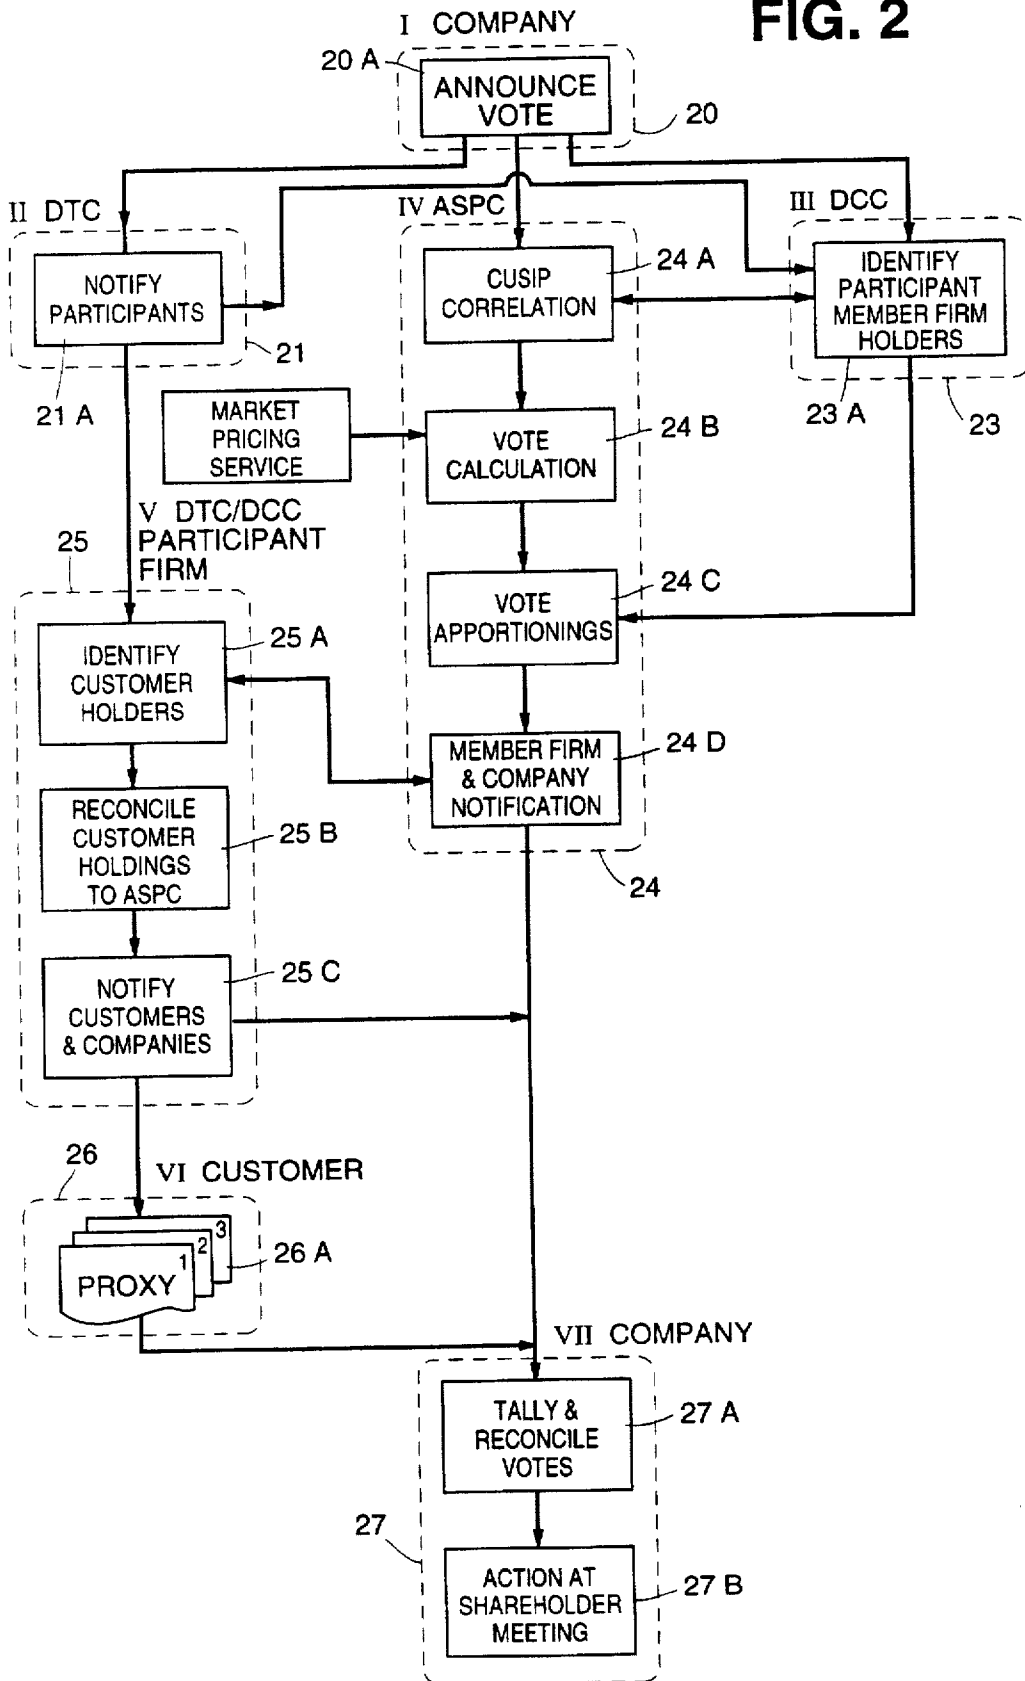 FIG. 2
I COMPANY
20 A
ANNOUNCE
VOTE
20
II DTC
IV ASPC
III DCC
NOTIFY
PARTICIPANTS
21
21 A
CUSIP
CORRELATION
24 A
IDENTIFY
PARTICIPANT
MEMBER FIRM
HOLDERS
23 A
23
MARKET
PRICING
SERVICE
VOTE
CALCULATION
24 B
V DTC/DCC
PARTICIPANT
FIRM
25
VOTE
APPORTIONINGS
24 C
IDENTIFY
CUSTOMER
HOLDERS
25 A
MEMBER FIRM
& COMPANY
NOTIFICATION
24 D
RECONCILE
CUSTOMER
HOLDINGS
TO ASPC
25 B
24
NOTIFY
CUSTOMERS
& COMPANIES
25 C
26
VI CUSTOMER
3
2
1
PROXY
26 A
VII COMPANY
TALLY &
RECONCILE
VOTES
27 A
27
ACTION AT
SHAREHOLDER
MEETING
27 B